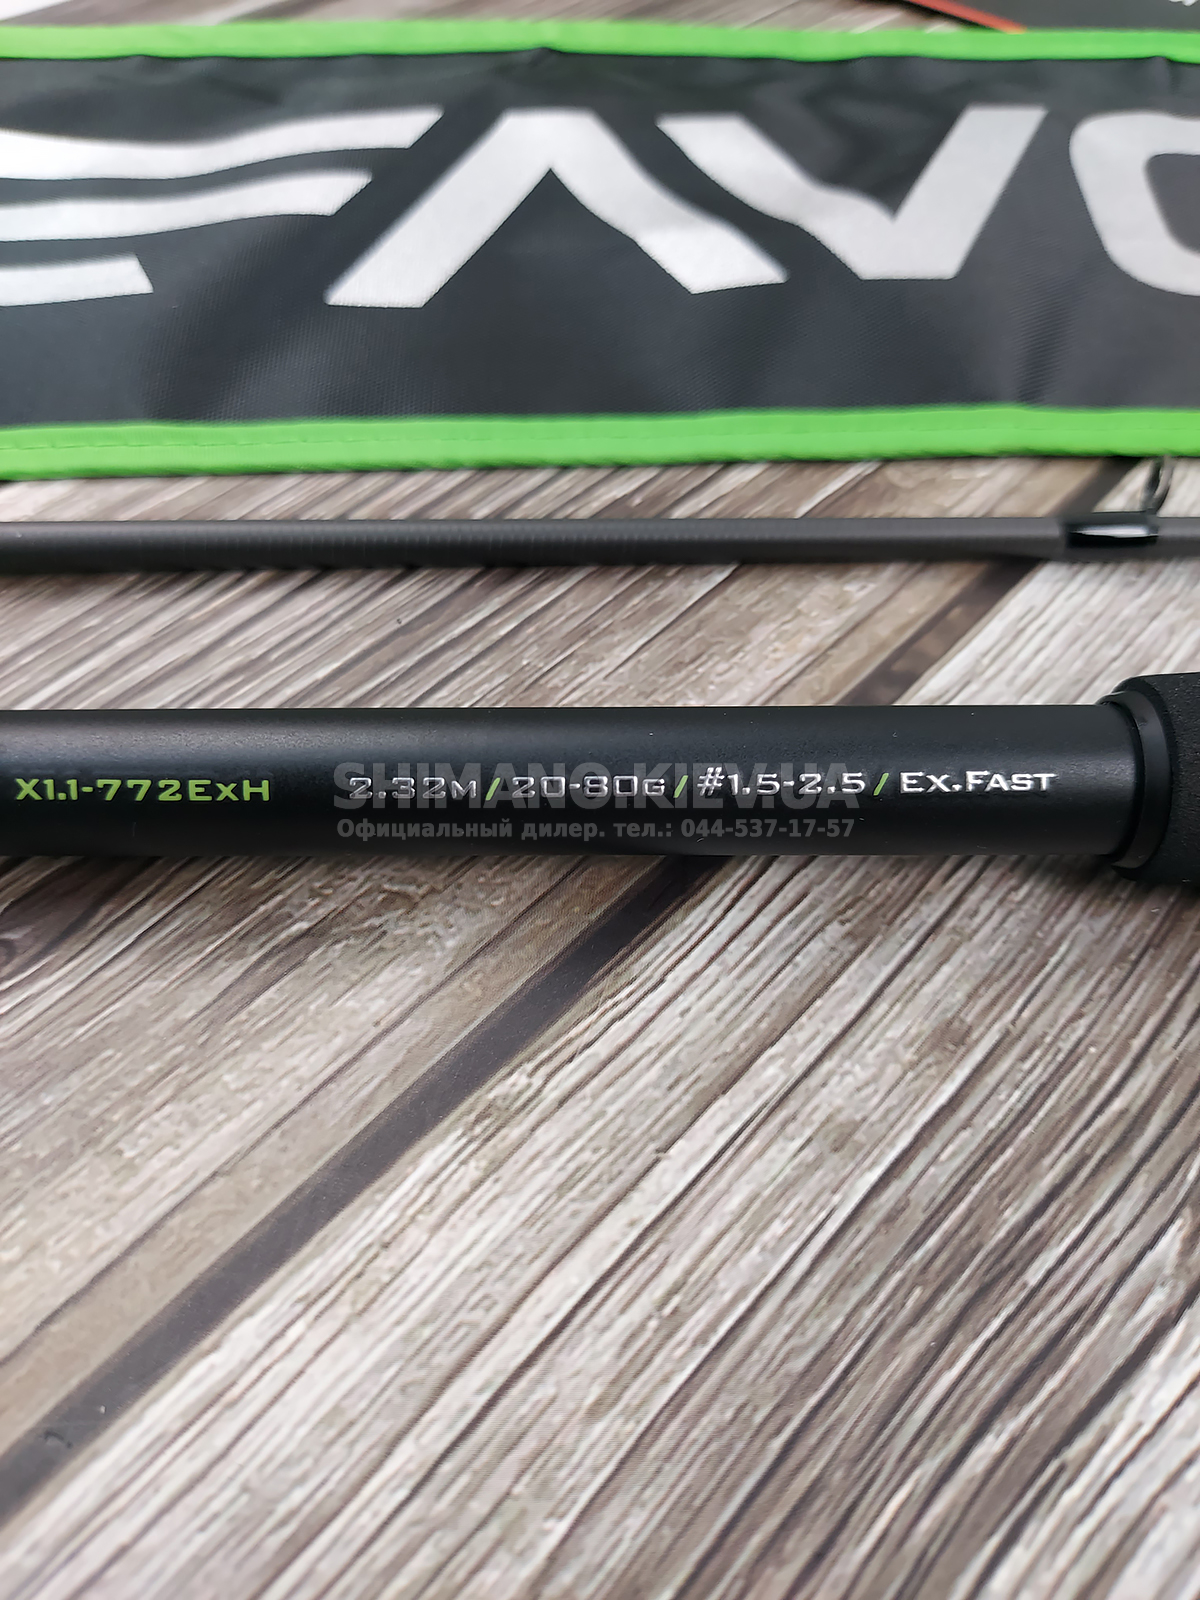 FAVO
X1.1-772ExH 2.32M/20-80G/#1.5-2.5/Ex.Fast
SHIMANO.KIEV.UA
Официальный дилер. тел.: 044-537-17-57